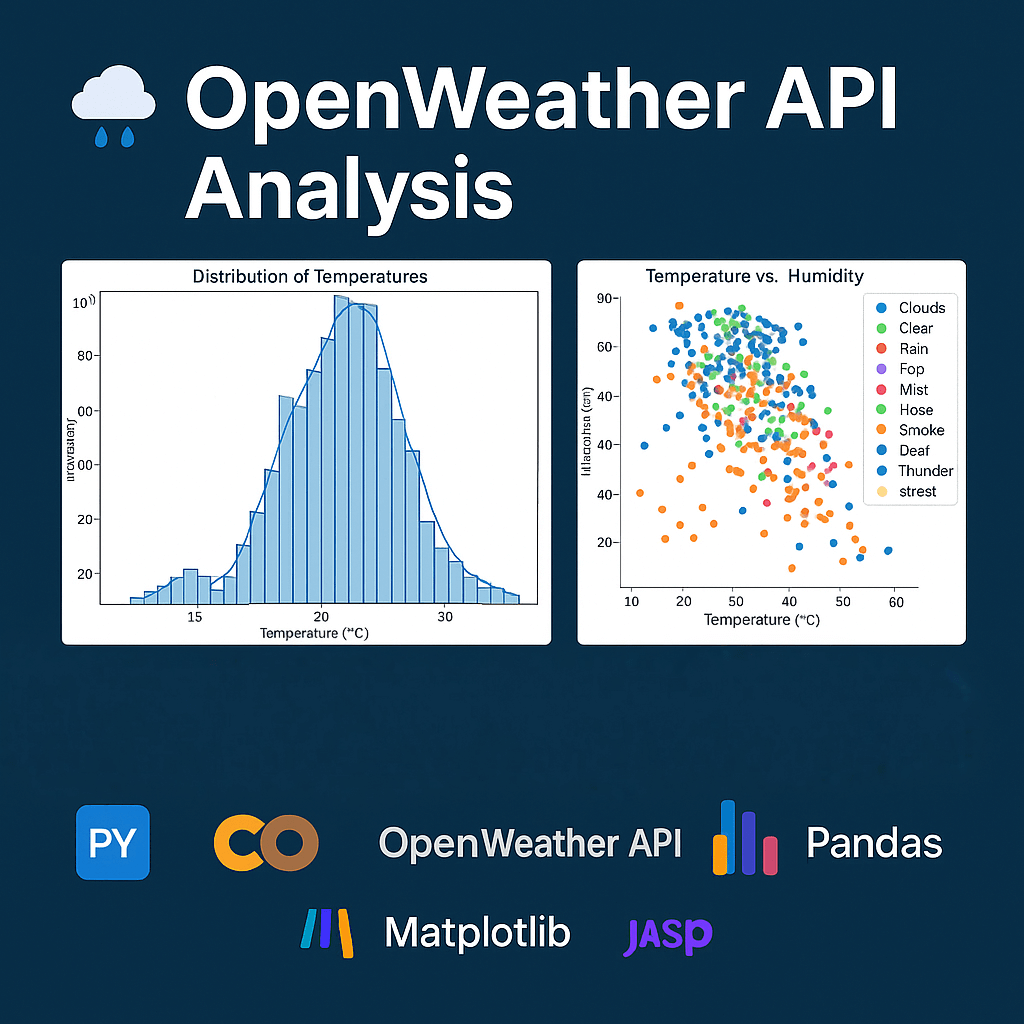 OpenWeather API
Analysis
Distribution of Temperatures
80
20
20
15 20 30
Temperature (°C)
Temperature vs. Humidity
90
60
40
40
40
20
10 20 50 40 50 60
Temperature (°C)
Clouds
Clear
Rain
Fop
Mist
Hose
Smoke
Deaf
Thunder
strest
PY
CO
OpenWeather API
Pandas
Matplotlib
JASP